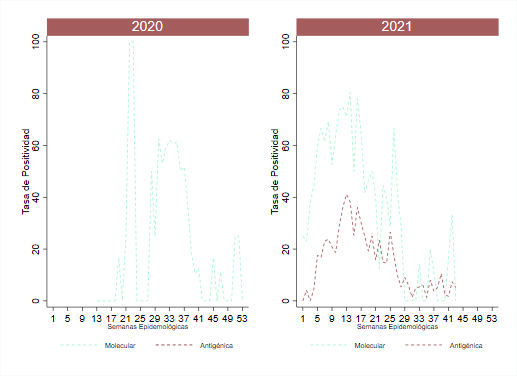 2020
2021
Tasa de Positividad
100
80
60
40
20
0
1 5 9 13 17 21 25 29 33 37 41 45 49 53
Semanas Epidemológicas
Molecular Antigénica
Tasa de Positividad
100
80
60
40
20
0
1 5 9 13 17 21 25 29 33 37 41 45 49 53
Semanas Epidemológicas
Molecular Antigénica